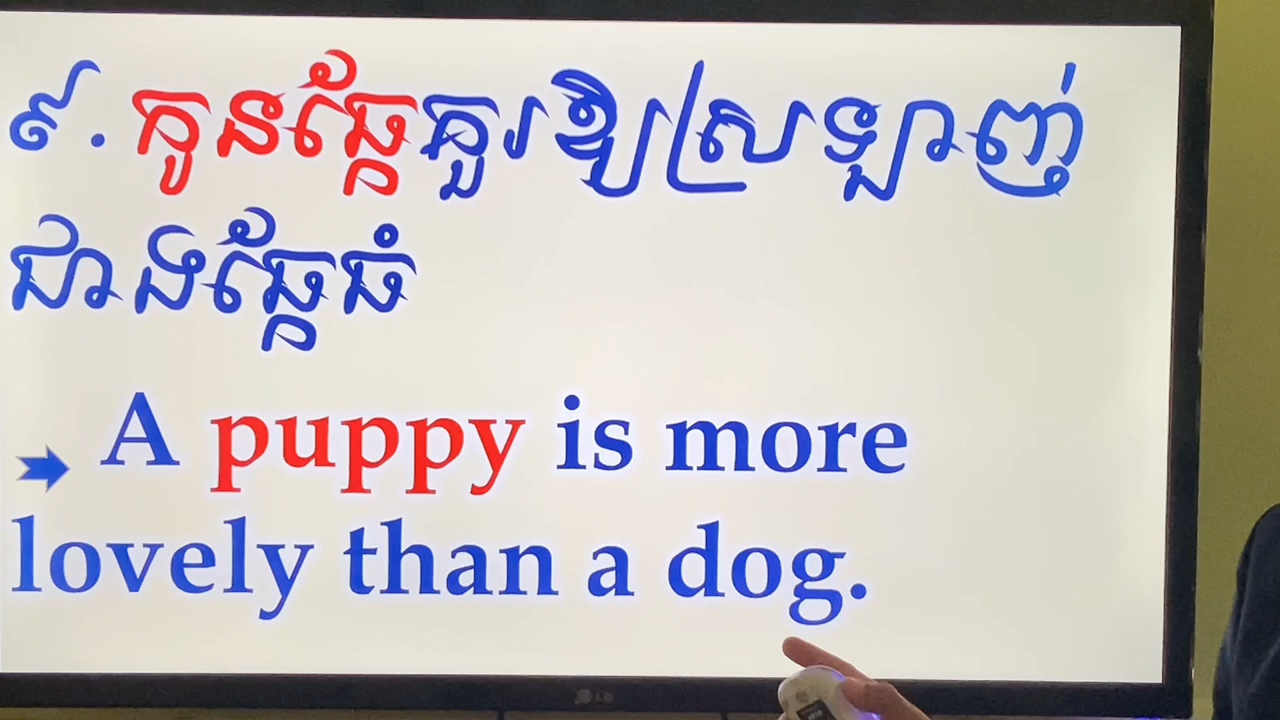 ៩. កូនឆ្កែគួរឱ្យស្រឡាញ់
ជាងឆ្កែធំ
A puppy is more
lovely than a dog.
LG